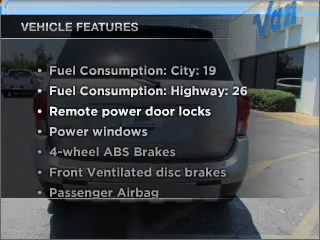 VEHICLE FEATURES
• Fuel Consumption: City: 19
• Fuel Consumption: Highway: 26
• Remote power door locks
• Power windows
• 4-wheel ABS Brakes
• Front Ventilated disc brakes
• Passenger Airbag